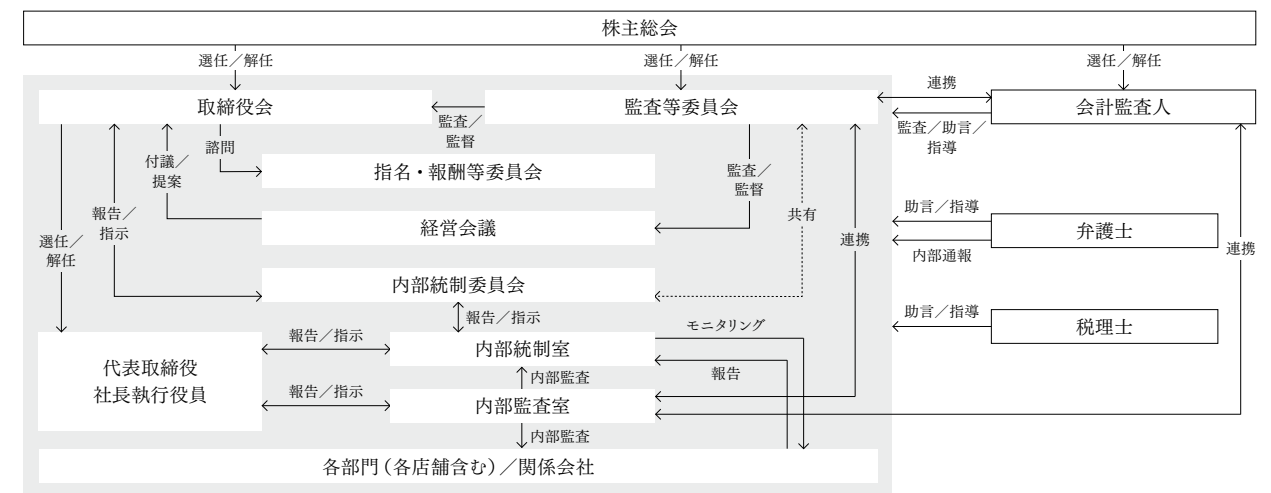 株主総会
選任／解任
選任／解任
選任／解任
取締役会
監査等委員会
連携
会計監査人
監査／
監督
監査／助言／
指導
諮問
付議／
提案
指名・報酬等委員会
監査／
監督
報告／
指示
経営会議
共有
助言／指導
弁護士
選任／
解任
連携
内部通報
連携
内部統制委員会
報告／指示
モニタリング
助言／指導
税理士
代表取締役
社長執行役員
報告／指示
内部統制室
報告
内部監査
報告／指示
内部監査室
内部監査
各部門（各店舗含む）／関係会社